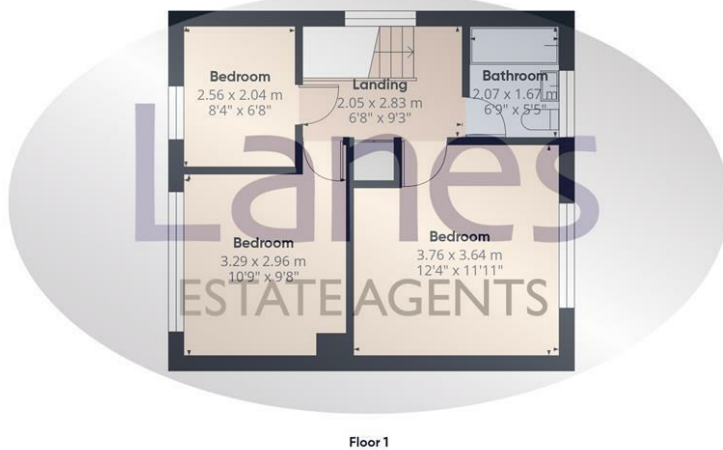 Bedroom
2.56 x 2.04 m
8'4" x 6'8"
Landing
2.05 x 2.83 m
6'8" x 9'3"
Bathroom
2.07 x 1.67 m
6'9" x 5'5"
Lanes
ESTATE AGENTS
Bedroom
3.29 x 2.96 m
10'9" x 9'8"
Bedroom
3.76 x 3.64 m
12'4" x 11'11"
Floor 1